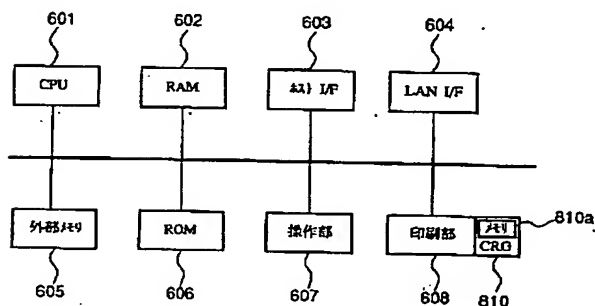 601
602
603
604
CPU
RAM
ホスト I/F
LAN I/F
外部メモリ
ROM
操作部
印刷部
メモリ
CRG
810a
605
606
607
608
810